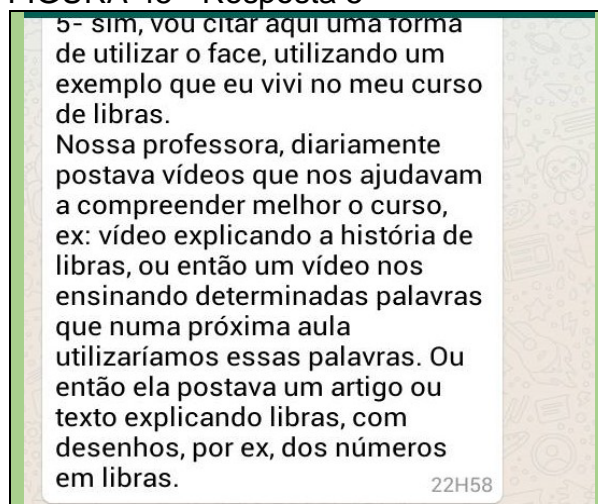 5- sim, vou citar aqui uma forma
de utilizar o face, utilizando um
exemplo que eu vivi no meu curso
de libras.
Nossa professora, diariamente
postava vídeos que nos ajudavam
a compreender melhor o curso,
ex: vídeo explicando a história de
libras, ou então um vídeo nos
ensinando determinadas palavras
que numa próxima aula
utilizaríamos essas palavras. Ou
então ela postava um artigo ou
texto explicando libras, com
desenhos, por ex, dos números
em libras.
22H58